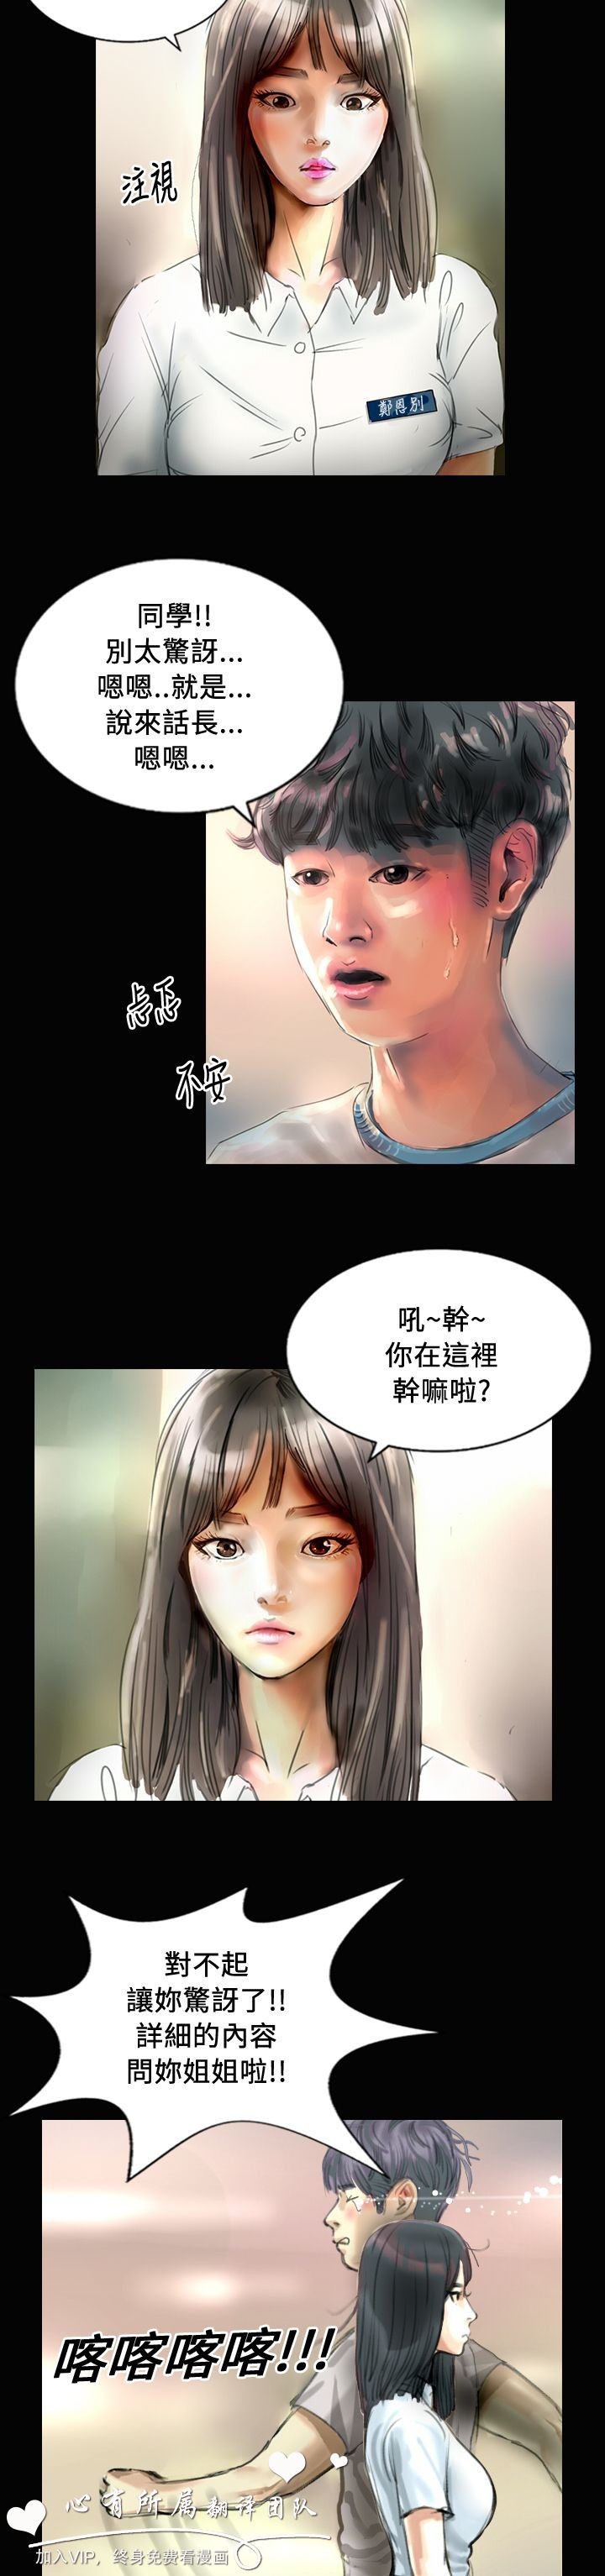 注視
鄭恩別
同學!!
別太驚訝...
嗯嗯..就是...
說來話長...
嗯嗯...
忐忑
不安
吼~幹~
你在這裡
幹嘛啦?
對不起
讓妳驚訝了!!
詳細的內容
問妳姐姐啦!!
喀喀喀喀!!!
心有所属翻译团队
加入VIP，终身免费看漫画